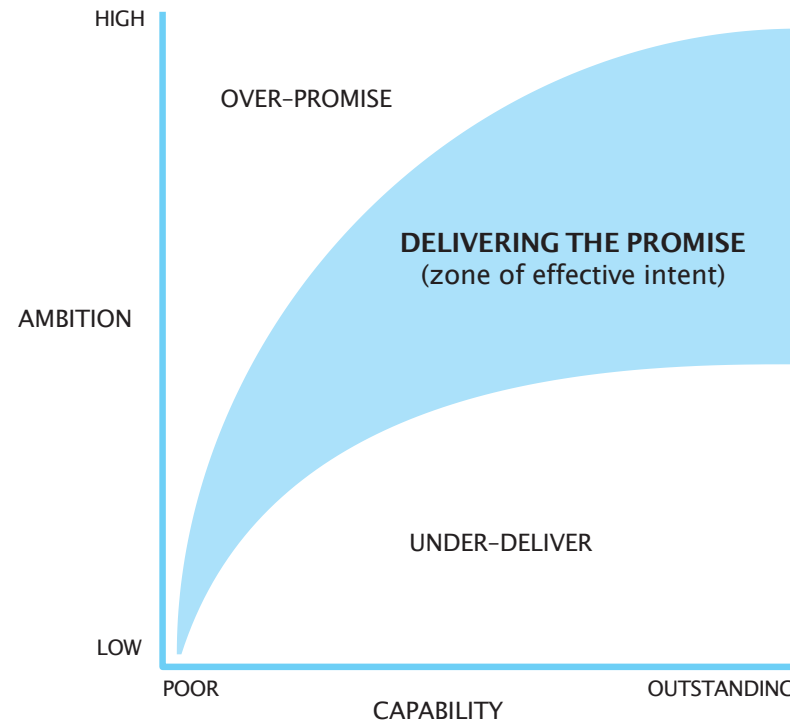 HIGH
OVER-PROMISE
DELIVERING THE PROMISE
(zone of effective intent)
AMBITION
UNDER-DELIVER
LOW
POOR
OUTSTANDING
CAPABILITY